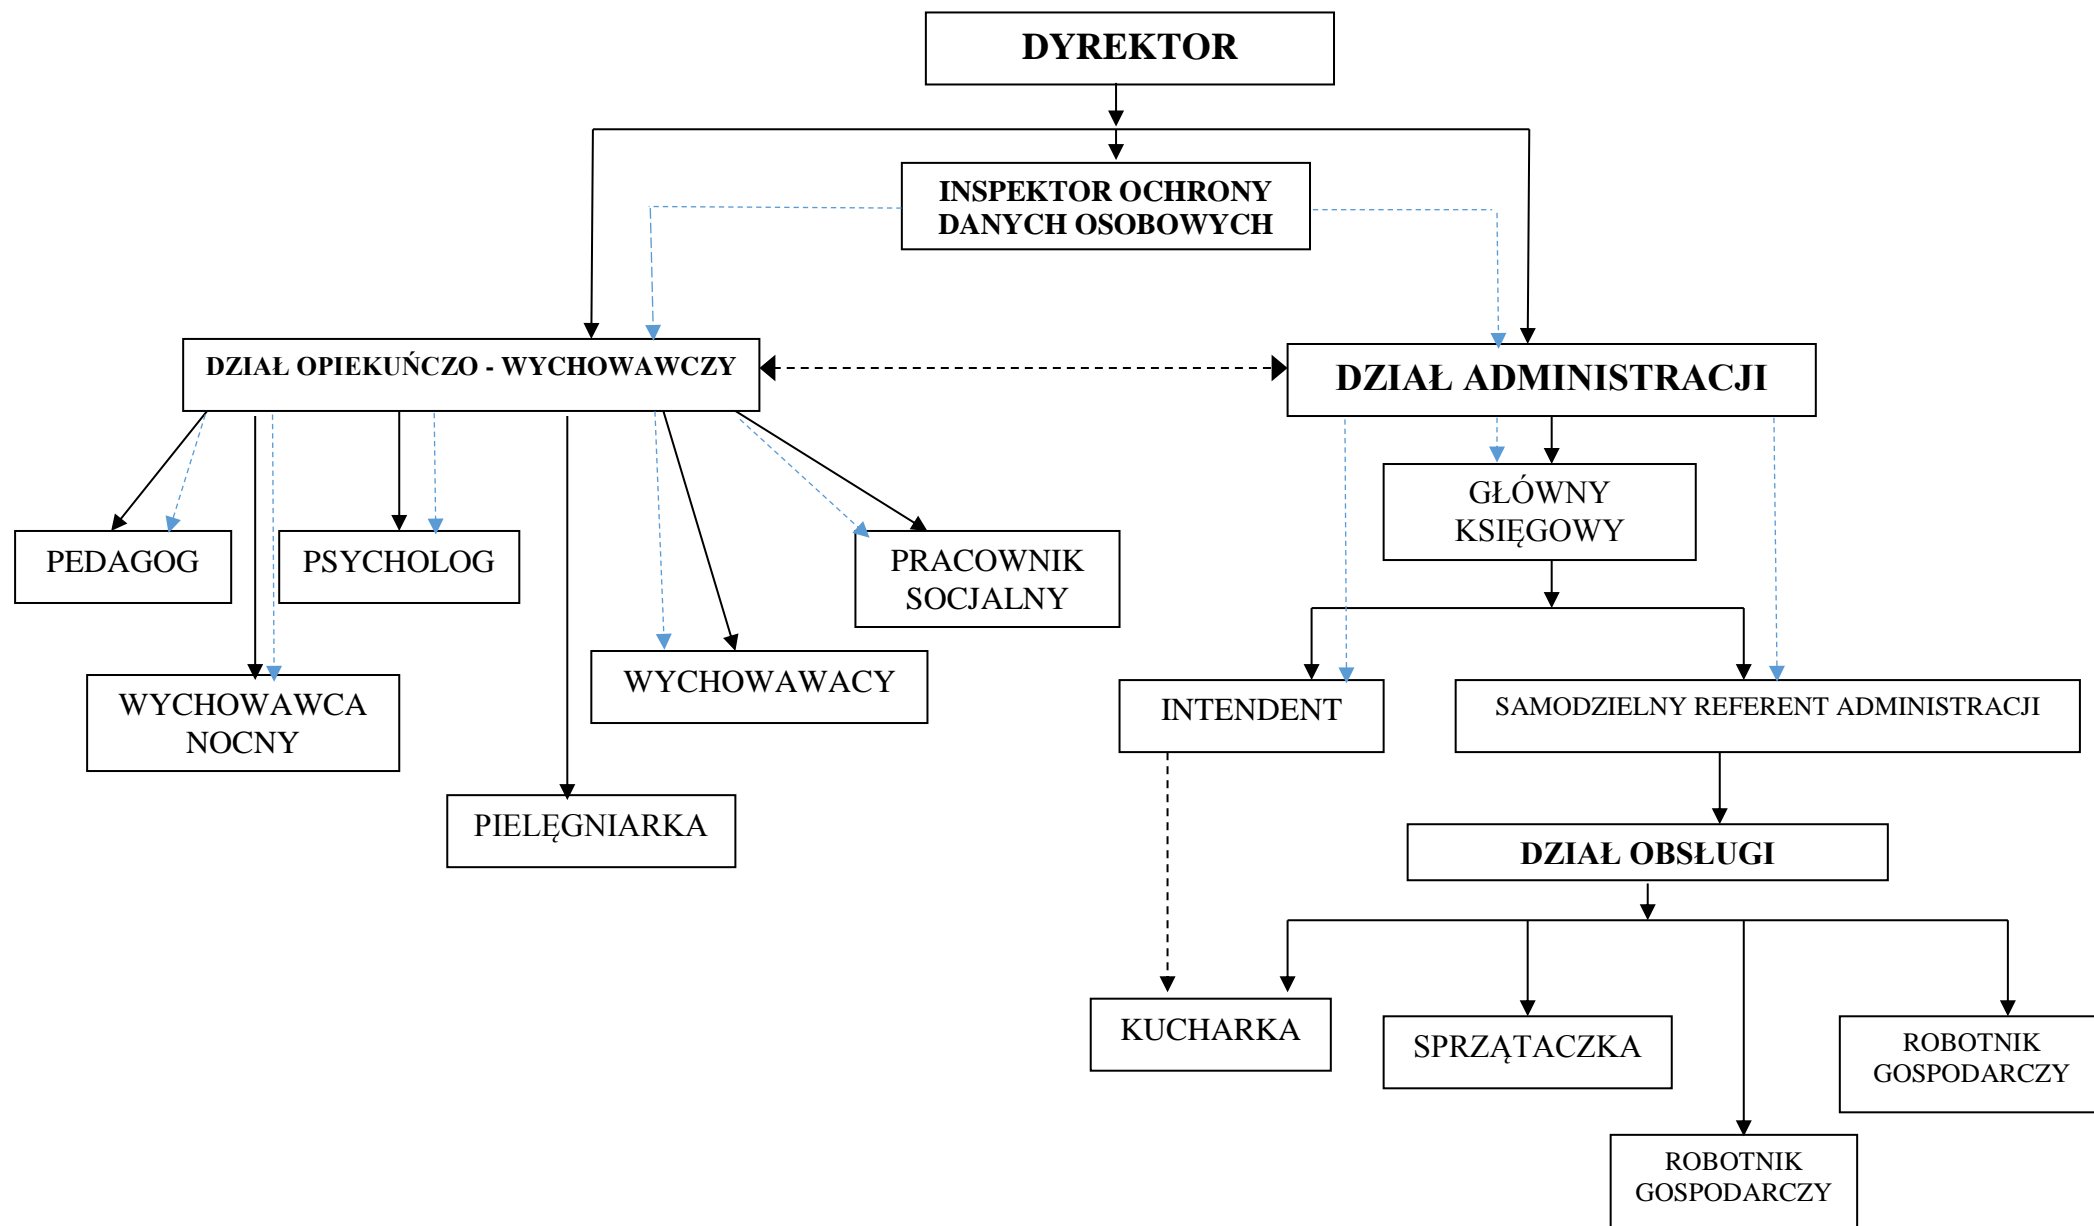 DYREKTOR
INSPEKTOR OCHRONY
DANYCH OSOBOWYCH
DZIAŁ OPIEKUŃCZO - WYCHOWAWCZY
DZIAŁ ADMINISTRACJI
GŁÓWNY
KSIĘGOWY
PEDAGOG
PSYCHOLOG
PRACOWNIK
SOCJALNY
WYCHOWAWCA
NOCNY
WYCHOWAWACY
INTENDENT
SAMODZIELNY REFERENT ADMINISTRACJI
PIELĘGNIARKA
DZIAŁ OBSŁUGI
KUCHARKA
SPRZĄTACZKA
ROBOTNIK
GOSPODARCZY
ROBOTNIK
GOSPODARCZY